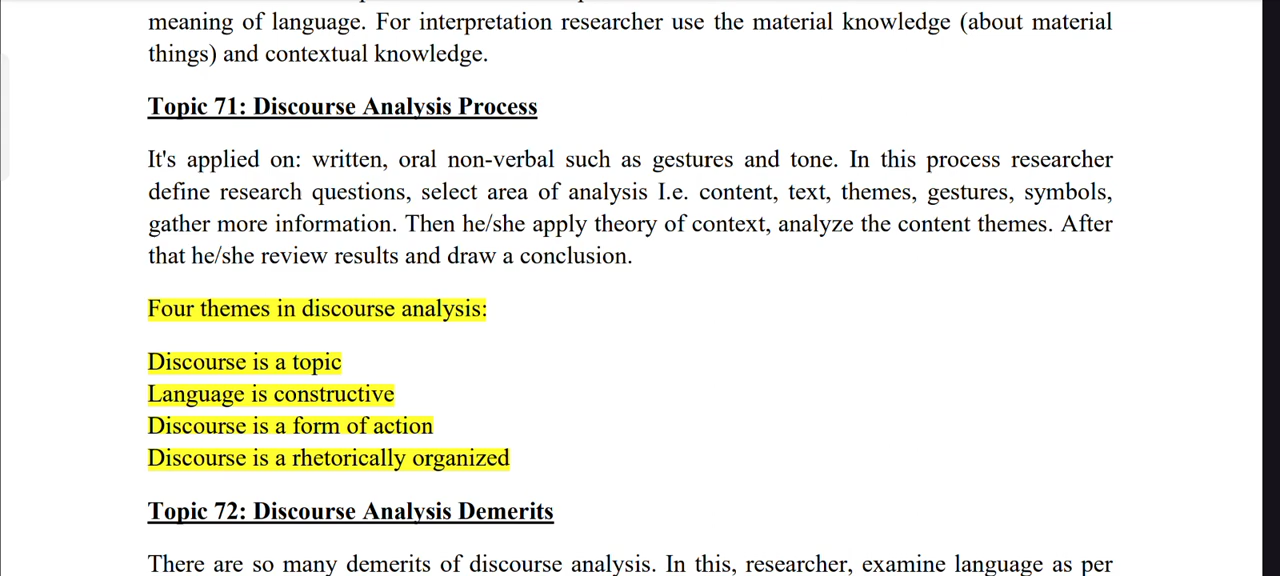 meaning of language. For interpretation researcher use the material knowledge (about material
things) and contextual knowledge.
Topic 71: Discourse Analysis Process
It's applied on: written, oral non-verbal such as gestures and tone. In this process researcher
define research questions, select area of analysis I.e. content, text, themes, gestures, symbols,
gather more information. Then he/she apply theory of context, analyze the content themes. After
that he/she review results and draw a conclusion.
Four themes in discourse analysis:
Discourse is a topic
Language is constructive
Discourse is a form of action
Discourse is a rhetorically organized
Topic 72: Discourse Analysis Demerits
There are so many demerits of discourse analysis. In this, researcher, examine language as per